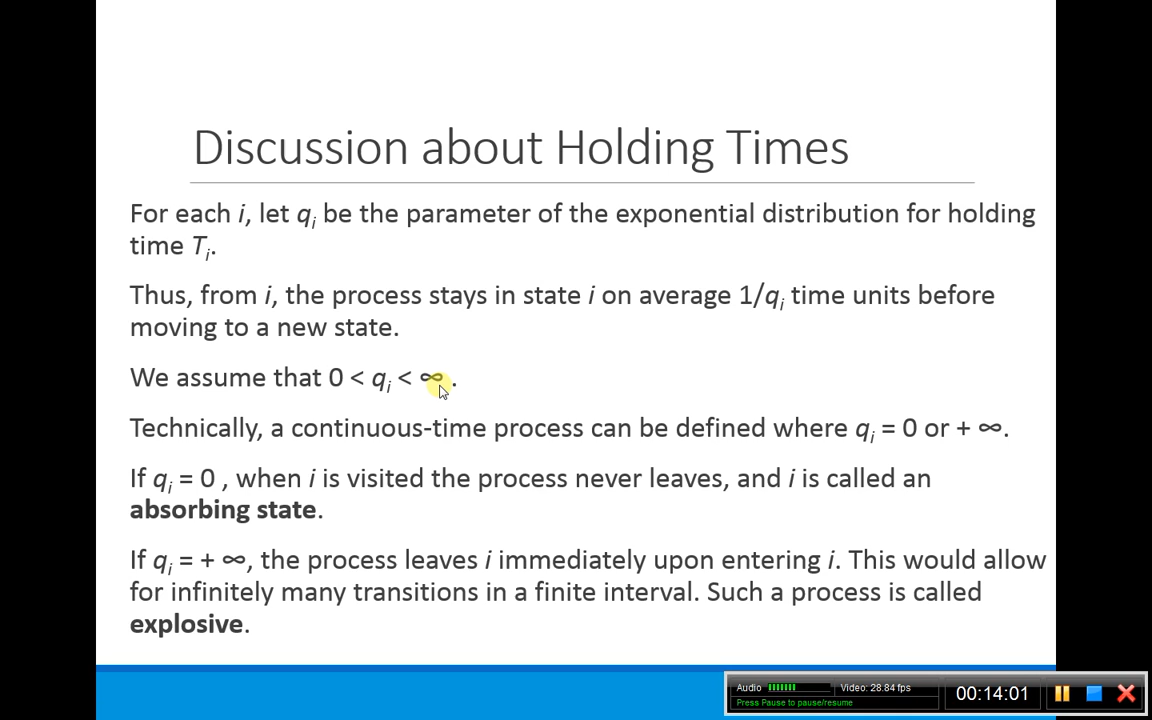 Discussion about Holding Times
For each i, let qᵢ be the parameter of the exponential distribution for holding
time Tᵢ.
Thus, from i, the process stays in state i on average 1/qᵢ time units before
moving to a new state.
We assume that 0 < qᵢ < ∞ .
Technically, a continuous-time process can be defined where qᵢ = 0 or + ∞.
If qᵢ = 0 , when i is visited the process never leaves, and i is called an
absorbing state.
If qᵢ = + ∞, the process leaves i immediately upon entering i. This would allow
for infinitely many transitions in a finite interval. Such a process is called
explosive.
Audio Video: 28.84 fps
Press Pause to pause/resume
00:14:01